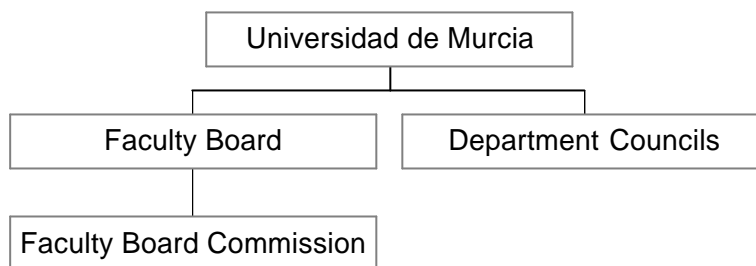 Universidad de Murcia
Faculty Board
Department Councils
Faculty Board Commission